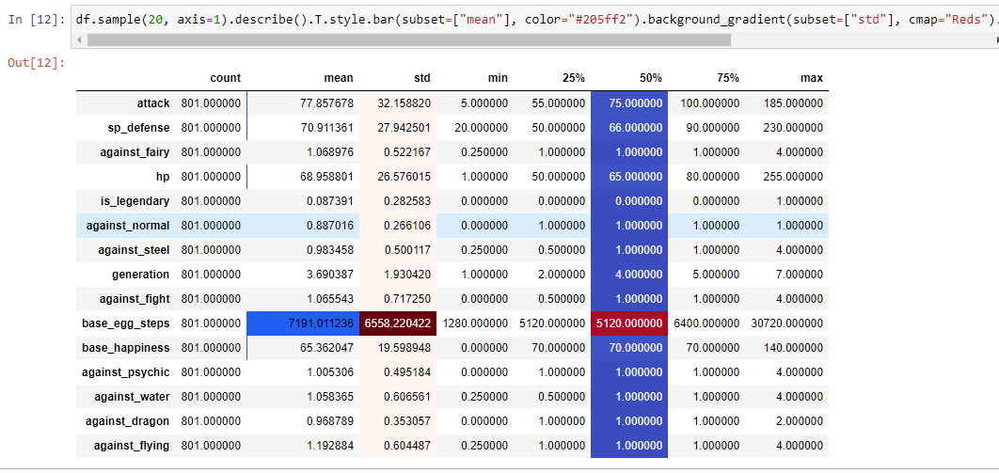 In [12]: df.sample(20, axis=1).describe().T.style.bar(subset=["mean"], color="#205ff2").background_gradient(subset=["std"], cmap="Reds").
Out[12]:
count mean std min 25% 50% 75% max
attack 801.000000 77.857678 32.158820 5.000000 55.000000 75.000000 100.000000 185.000000
sp_defense 801.000000 70.911361 27.942501 20.000000 50.000000 66.000000 90.000000 230.000000
against_fairy 801.000000 1.068976 0.522167 0.250000 1.000000 1.000000 1.000000 4.000000
hp 801.000000 68.958801 26.576015 1.000000 50.000000 65.000000 80.000000 255.000000
is_legendary 801.000000 0.087391 0.282583 0.000000 0.000000 0.000000 0.000000 1.000000
against_normal 801.000000 0.887016 0.266106 0.000000 1.000000 1.000000 1.000000 1.000000
against_steel 801.000000 0.983458 0.500117 0.250000 0.500000 1.000000 1.000000 4.000000
generation 801.000000 3.690387 1.930420 1.000000 2.000000 4.000000 5.000000 7.000000
against_fight 801.000000 1.065543 0.717250 0.000000 0.500000 1.000000 1.000000 4.000000
base_egg_steps 801.000000 7191.011236 6558.220422 1280.000000 5120.000000 5120.000000 6400.000000 30720.000000
base_happiness 801.000000 65.362047 19.598948 0.000000 70.000000 70.000000 70.000000 140.000000
against_psychic 801.000000 1.005306 0.495184 0.000000 1.000000 1.000000 1.000000 4.000000
against_water 801.000000 1.058365 0.606561 0.250000 0.500000 1.000000 1.000000 4.000000
against_dragon 801.000000 0.968789 0.353057 0.000000 1.000000 1.000000 1.000000 2.000000
against_flying 801.000000 1.192884 0.604487 0.250000 1.000000 1.000000 1.000000 4.000000